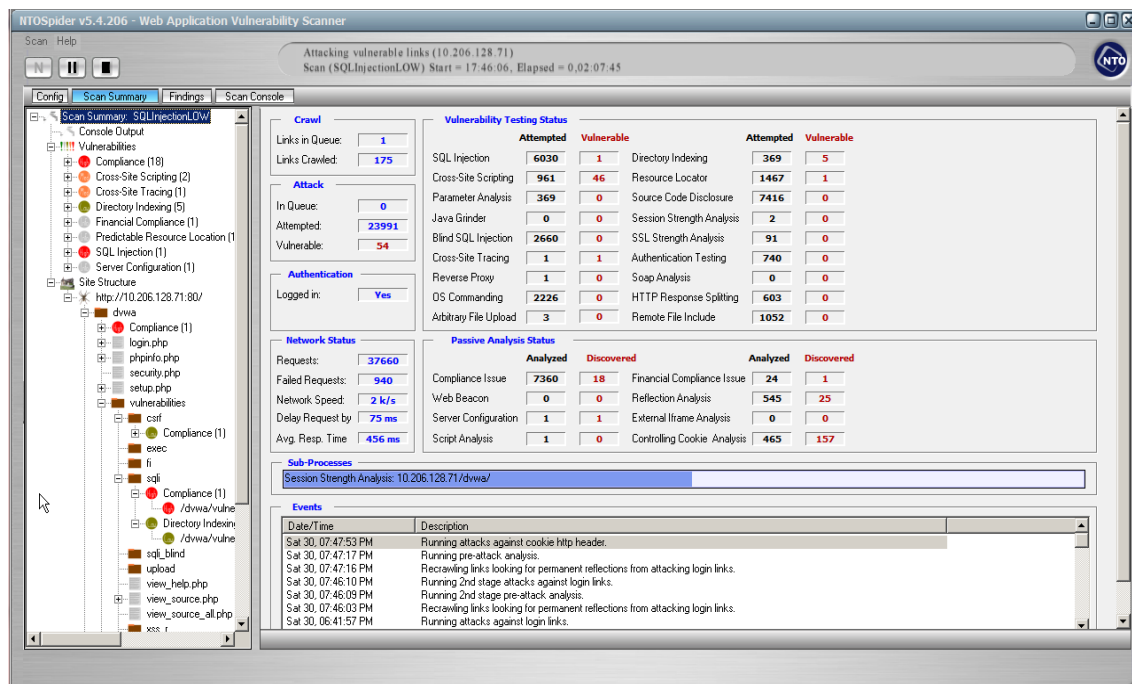 NTOSpider v5.4.206 - Web Application Vulnerability Scanner
Scan Help
Attacking vulnerable links (10.206.128.71)
Scan (SQLInjectionLOW) Start = 17:46:06, Elapsed = 0,02:07:45
N
NTO
Config Scan Summary Findings Scan Console
Scan Summary: SQLInjectionLOW
Console Output
Vulnerabilities
Compliance (18)
Cross-Site Scripting (2)
Cross-Site Tracing (1)
Directory Indexing (5)
Financial Compliance (1)
Predictable Resource Location (1
SQL Injection (1)
Server Configuration (1)
Site Structure
http://10.206.128.71:80/
dvwa
Compliance (1)
login.php
phpinfo.php
security.php
setup.php
vulnerabilities
csrf
Compliance (1)
exec
fi
sqli
Compliance (1)
/dvwa/vulne
Directory Indexing
/dvwa/vulne
sqli_blind
upload
view_help.php
view_source.php
view_source_all.php
xss_r
Crawl
Links in Queue: 1
Links Crawled: 175
Attack
In Queue: 0
Attempted: 23991
Vulnerable: 54
Authentication
Logged in: Yes
Network Status
Requests: 37660
Failed Requests: 940
Network Speed: 2 k/s
Delay Request by 75 ms
Avg. Resp. Time 456 ms
Vulnerability Testing Status
Attempted Vulnerable Attempted Vulnerable
SQL Injection 6030 1 Directory Indexing 369 5
Cross-Site Scripting 961 46 Resource Locator 1467 1
Parameter Analysis 369 0 Source Code Disclosure 7416 0
Java Grinder 0 0 Session Strength Analysis 2 0
Blind SQL Injection 2660 0 SSL Strength Analysis 91 0
Cross-Site Tracing 1 1 Authentication Testing 740 0
Reverse Proxy 1 0 Soap Analysis 0 0
OS Commanding 2226 0 HTTP Response Splitting 603 0
Arbitrary File Upload 3 0 Remote File Include 1052 0
Passive Analysis Status
Analyzed Discovered Analyzed Discovered
Compliance Issue 7360 18 Financial Compliance Issue 24 1
Web Beacon 0 0 Reflection Analysis 545 25
Server Configuration 1 1 External Iframe Analysis 0 0
Script Analysis 1 0 Controlling Cookie Analysis 465 157
Sub-Processes
Session Strength Analysis: 10.206.128.71/dvwa/
Events
Date/Time Description
Sat 30, 07:47:53 PM Running attacks against cookie http header.
Sat 30, 07:47:17 PM Running pre-attack analysis.
Sat 30, 07:47:16 PM Recrawling links looking for permanent reflections from attacking login links.
Sat 30, 07:46:10 PM Running 2nd stage attacks against login links.
Sat 30, 07:46:09 PM Running 2nd stage pre-attack analysis.
Sat 30, 07:46:03 PM Recrawling links looking for permanent reflections from attacking login links.
Sat 30, 06:41:57 PM Running attacks against login links.